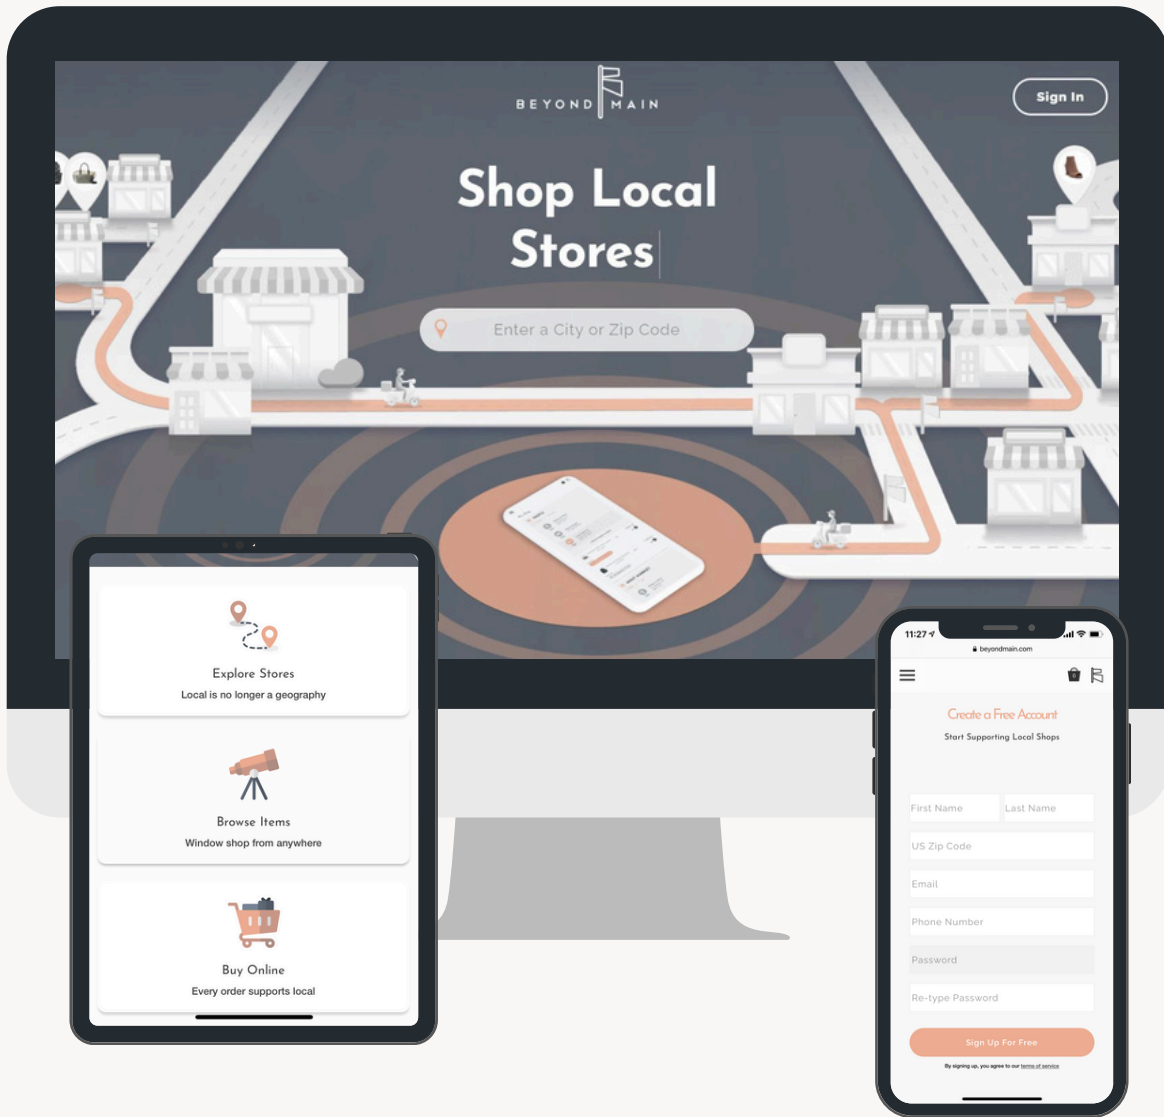 BEYOND MAIN
Sign In
Shop Local
Stores
Enter a City or Zip Code
Explore Stores
Local is no longer a geography
Browse Items
Window shop from anywhere
Buy Online
Every order supports local
11:27
beyondmain.com
Create a Free Account
Start Supporting Local Shops
First Name Last Name
US Zip Code
Email
Phone Number
Password
Re-type Password
Sign Up For Free
By signing up, you agree to our terms of service